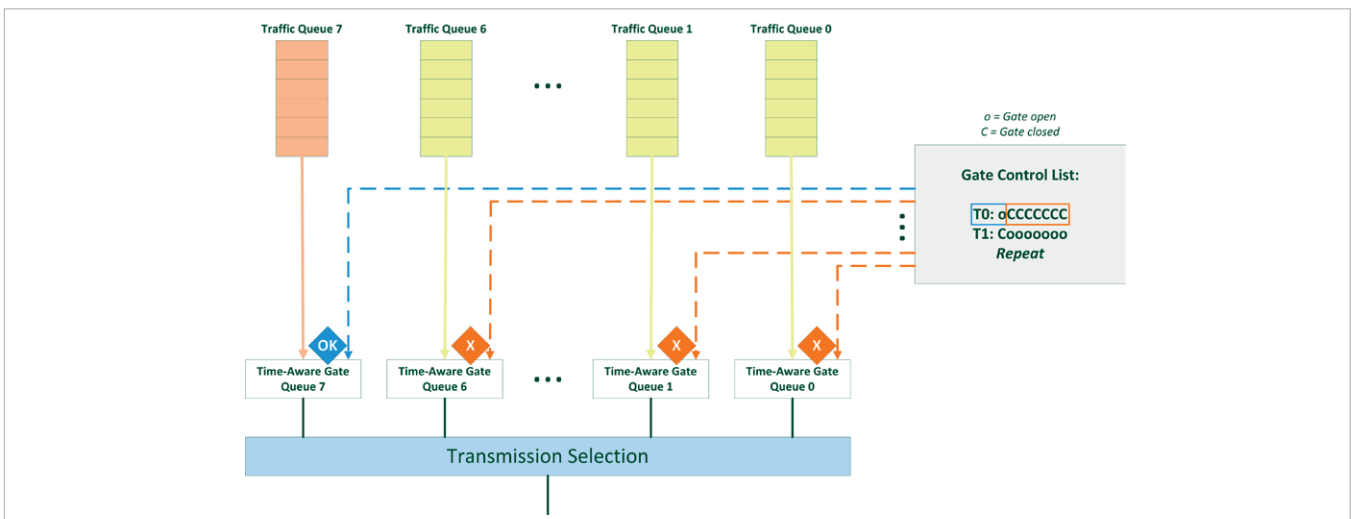 Traffic Queue 7
Traffic Queue 6
Traffic Queue 1
Traffic Queue 0
o = Gate open
C = Gate closed
Gate Control List:
T0: oCCCCCCC
T1: Cooooooo
Repeat
OK
X
X
X
Time-Aware Gate
Queue 7
Time-Aware Gate
Queue 6
Time-Aware Gate
Queue 1
Time-Aware Gate
Queue 0
Transmission Selection